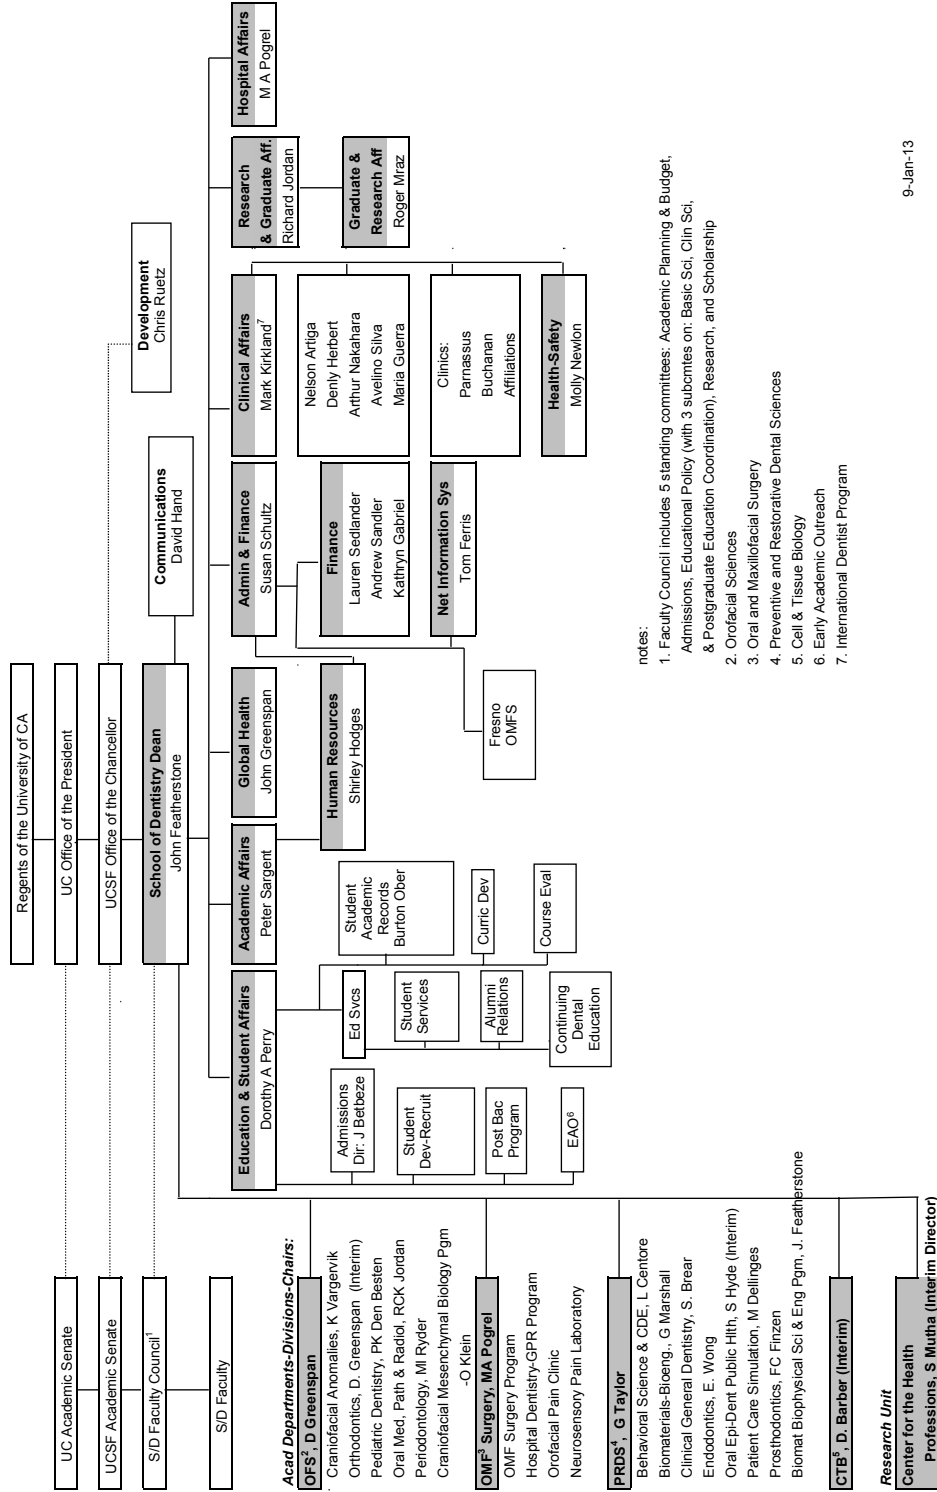 Regents of the University of CA
UC Office of the President
UCSF Office of the Chancellor
School of Dentistry Dean
John Featherstone
UC Academic Senate
UCSF Academic Senate
S/D Faculty Council1
S/D Faculty
Communications
David Hand
Development
Chris Ruetz
Education & Student Affairs
Dorothy A Perry
Academic Affairs
Peter Sargent
Global Health
John Greenspan
Admin & Finance
Susan Schultz
Clinical Affairs
Mark Kirkland7
Research
& Graduate Aff.
Richard Jordan
Hospital Affairs
M A Pogrel
Admissions
Dir: J Betbeze
Student
Dev-Recruit
Post Bac
Program
EAO6
Ed Svcs
Student
Services
Alumni
Relations
Continuing
Dental
Education
Student
Academic
Records
Burton Ober
Curric Dev
Course Eval
Human Resources
Shirley Hodges
Finance
Lauren Sedlander
Andrew Sandler
Kathryn Gabriel
Net Information Sys
Tom Ferris
Fresno
OMFS
Nelson Artiga
Denly Herbert
Arthur Nakahara
Avelino Silva
Maria Guerra
Clinics:
Parnassus
Buchanan
Affiliations
Health-Safety
Molly Newlon
Graduate &
Research Aff
Roger Mraz
Acad Departments-Divisions-Chairs:
OFS2, D Greenspan
Craniofacial Anomalies, K Vargervik
Orthodontics, D. Greenspan (Interim)
Pediatric Dentistry, PK Den Besten
Oral Med, Path & Radiol, RCK Jordan
Periodontology, MI Ryder
Craniofacial Mesenchymal Biology Pgm
-O Klein
OMF3 Surgery, MA Pogrel
OMF Surgery Program
Hospital Dentistry-GPR Program
Orofacial Pain Clinic
Neurosensory Pain Laboratory
PRDS4, G Taylor
Behavioral Science & CDE, L Centore
Biomaterials-Bioeng., G Marshall
Clinical General Dentistry, S. Brear
Endodontics, E. Wong
Oral Epi-Dent Public Hlth, S Hyde (Interim)
Patient Care Simulation, M Dellinges
Prosthodontics, FC Finzen
Biomat Biophysical Sci & Eng Pgm, J. Featherstone
CTB5, D. Barber (Interim)
Research Unit
Center for the Health
Professions, S Mutha (Interim Director)
notes:
1. Faculty Council includes 5 standing committees: Academic Planning & Budget,
Admissions, Educational Policy (with 3 subcmtes on: Basic Sci, Clin Sci,
& Postgraduate Education Coordination), Research, and Scholarship
2. Orofacial Sciences
3. Oral and Maxillofacial Surgery
4. Preventive and Restorative Dental Sciences
5. Cell & Tissue Biology
6. Early Academic Outreach
7. International Dentist Program
9-Jan-13